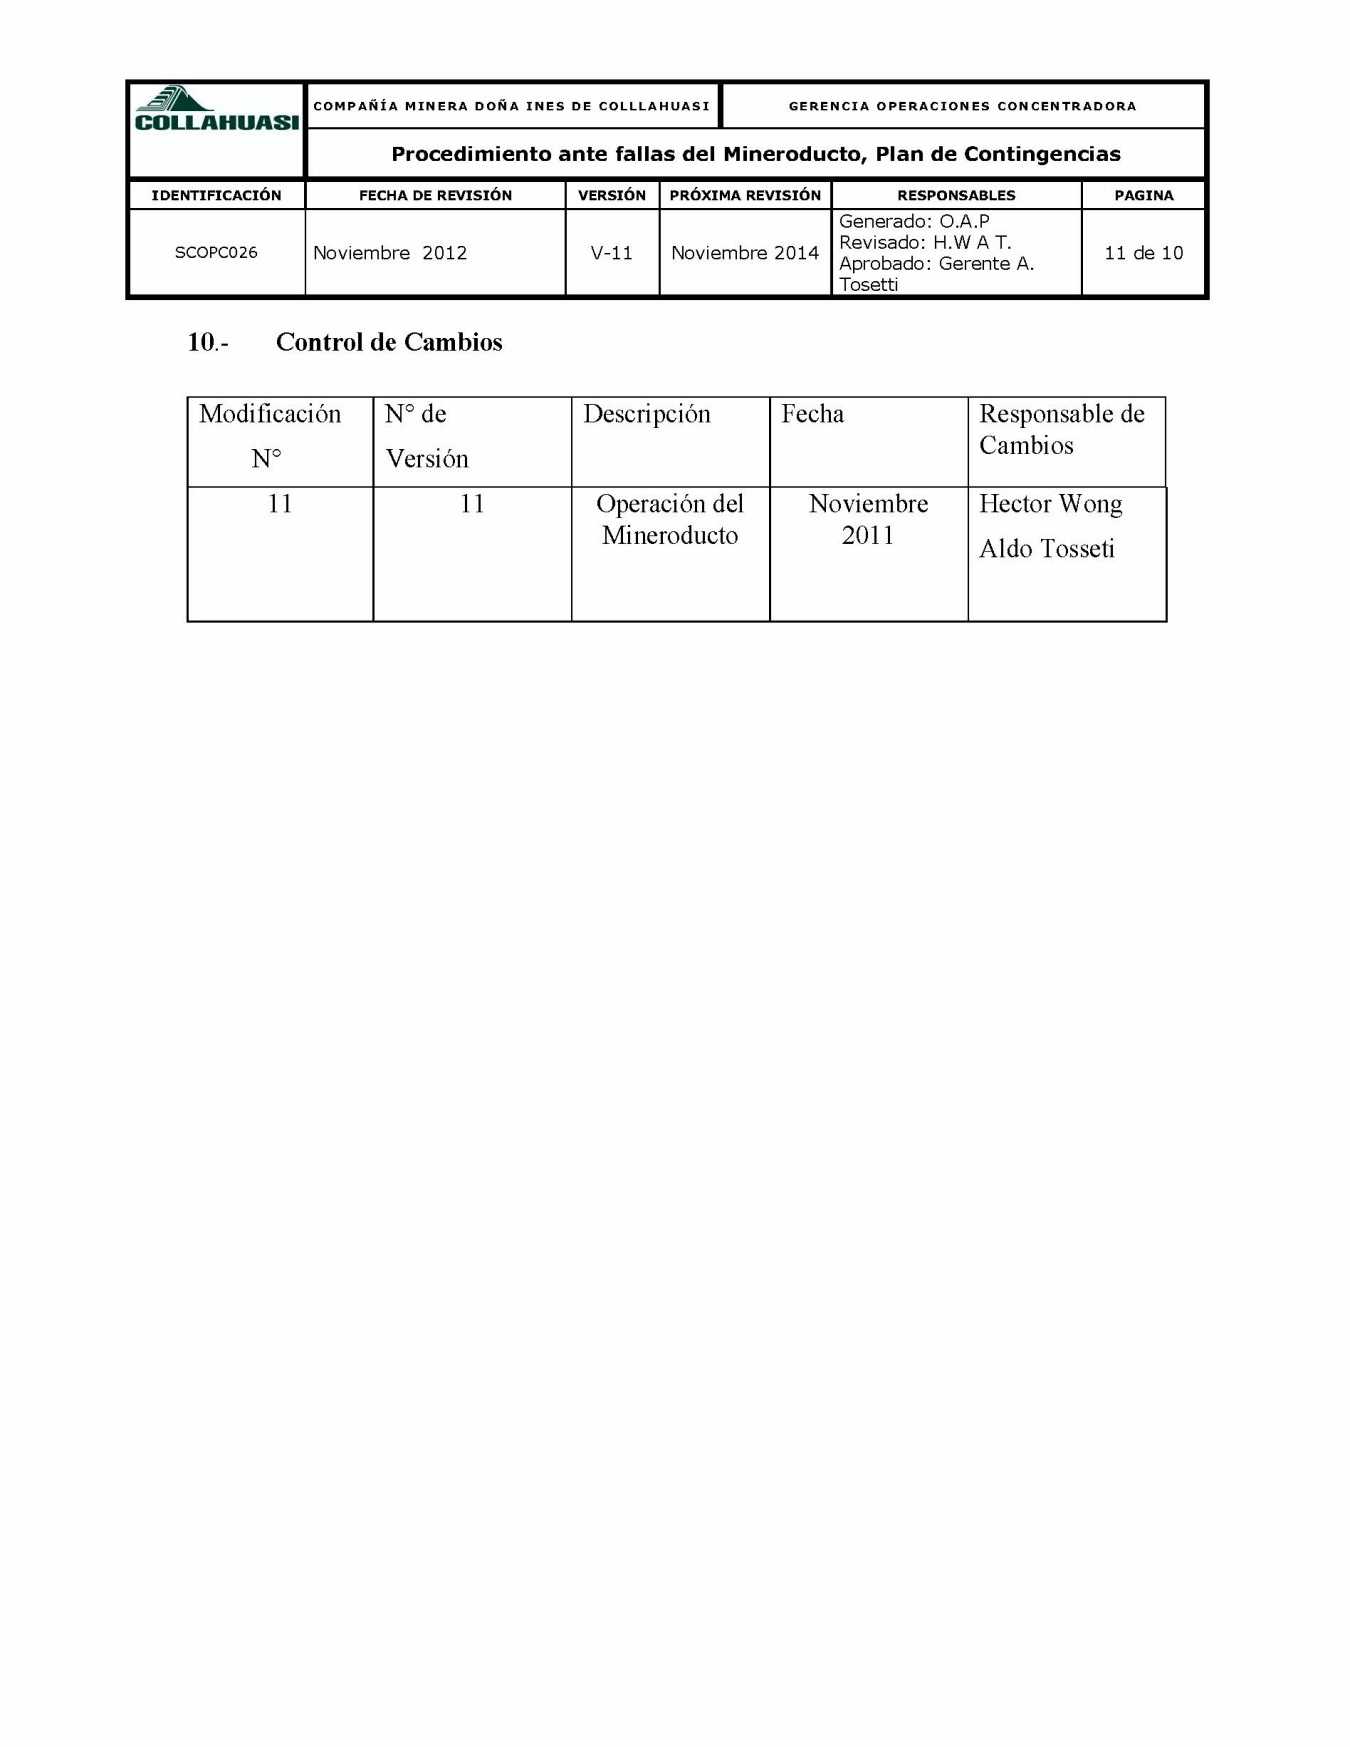 COLLAHUASI
COMPAÑÍA MINERA DOÑA INES DE COLLLAHUASI
GERENCIA OPERACIONES CONCENTRADORA
Procedimiento ante fallas del Mineroducto, Plan de Contingencias
IDENTIFICACIÓN FECHA DE REVISIÓN VERSIÓN PRÓXIMA REVISIÓN RESPONSABLES PAGINA
SCOPC026
Noviembre 2012
V-11
Noviembre 2014
Generado: O.A.P
Revisado: H.W A T.
Aprobado: Gerente A.
Tosetti
11 de 10
10.- Control de Cambios
Modificación
N°
N° de
Versión
Descripción
Fecha
Responsable de
Cambios
11
11
Operación del
Mineroducto
Noviembre
2011
Hector Wong
Aldo Tosseti